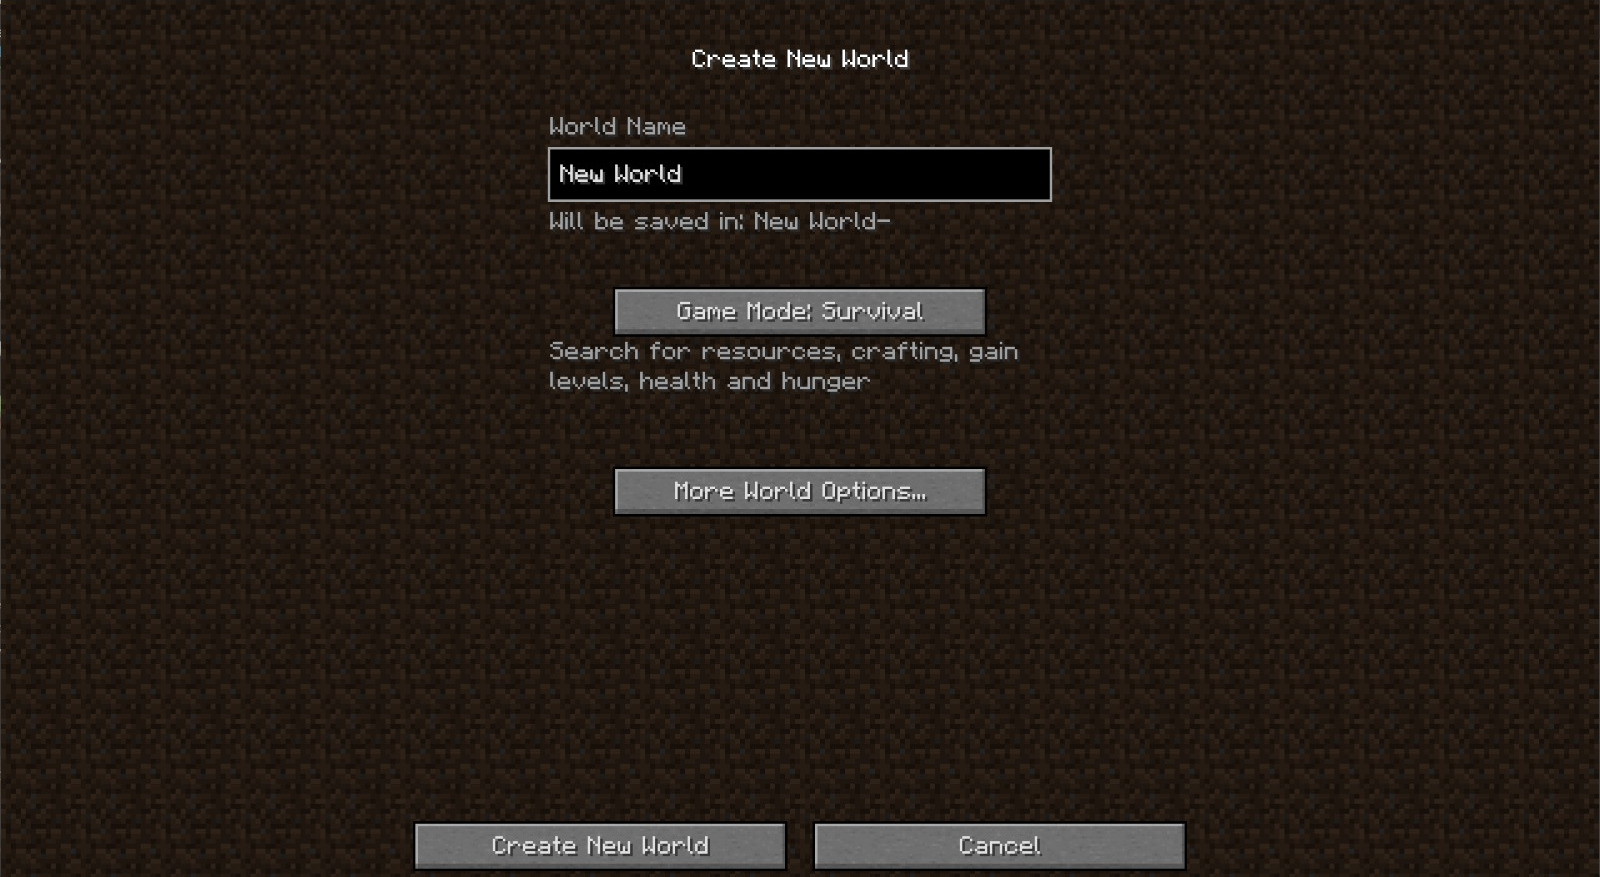 Create New World
World Name
New World
Will be saved in: New World-
Game Mode: Survival
Search for resources, crafting, gain
levels, health and hunger
More World Options...
Create New World
Cancel